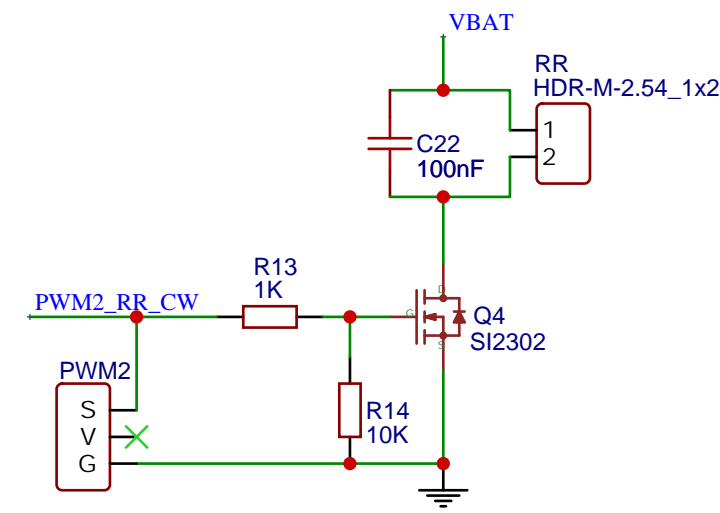 VBAT
RR
HDR-M-2.54_1x2
1
2
C22
100nF
R13
1K
PWM2_RR_CW
D
G
S
Q4
SI2302
PWM2
S
V
G
R14
10K